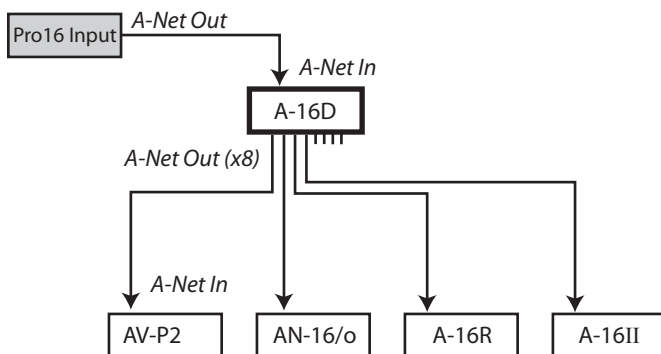 A-Net Out
Pro16 Input
A-Net In
A-16D
A-Net Out (x8)
A-Net In
AV-P2
AN-16/o
A-16R
A-16II